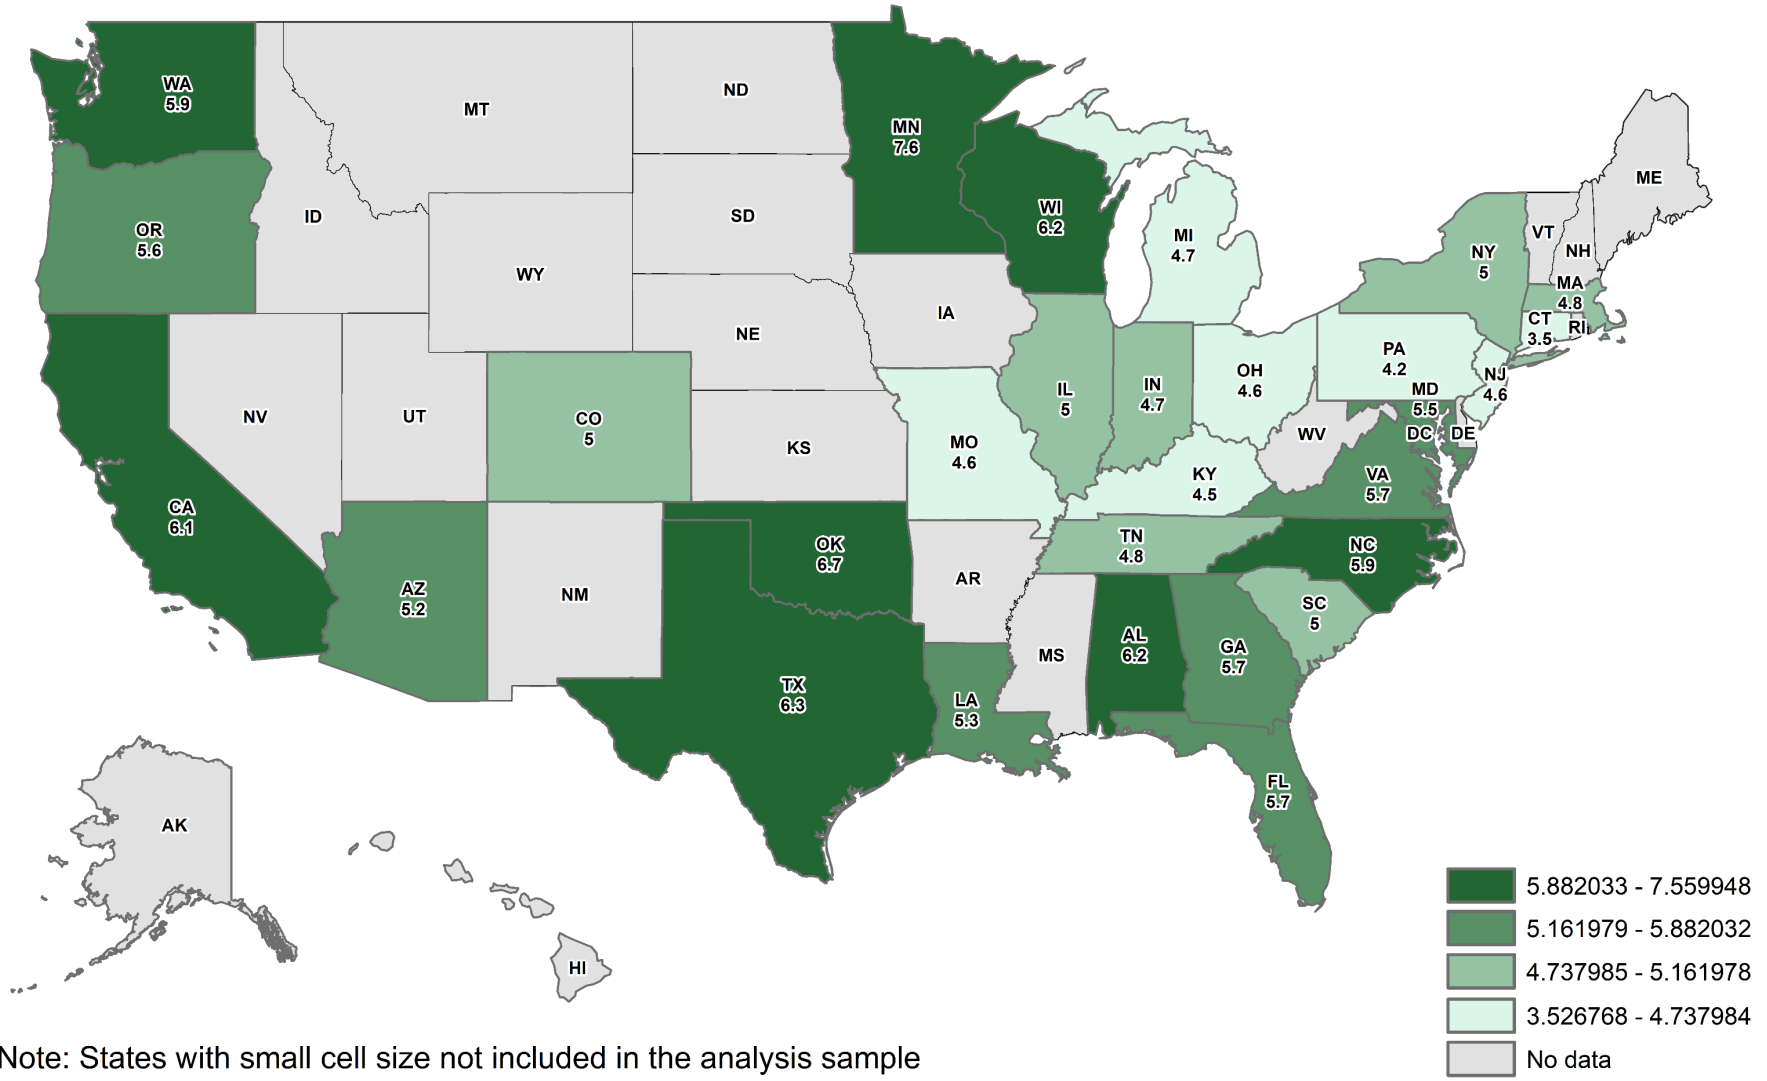 WA
5.9
MT
ND
MN
7.6
ME
OR
5.6
ID
SD
WI
6.2
MI
4.7
NY
5
VT
NH
WY
MA
4.8
IA
NE
CT
3.5
RI
PA
4.2
OH
4.6
NJ
4.6
IL
5
IN
4.7
MD
5.5
NV
UT
CO
5
KS
MO
4.6
WV
DC
DE
KY
4.5
VA
5.7
CA
6.1
TN
4.8
OK
6.7
NC
5.9
AZ
5.2
NM
AR
SC
5
AL
6.2
GA
5.7
MS
TX
6.3
LA
5.3
FL
5.7
AK
HI
5.882033 - 7.559948
5.161979 - 5.882032
4.737985 - 5.161978
3.526768 - 4.737984
No data
Note: States with small cell size not included in the analysis sample